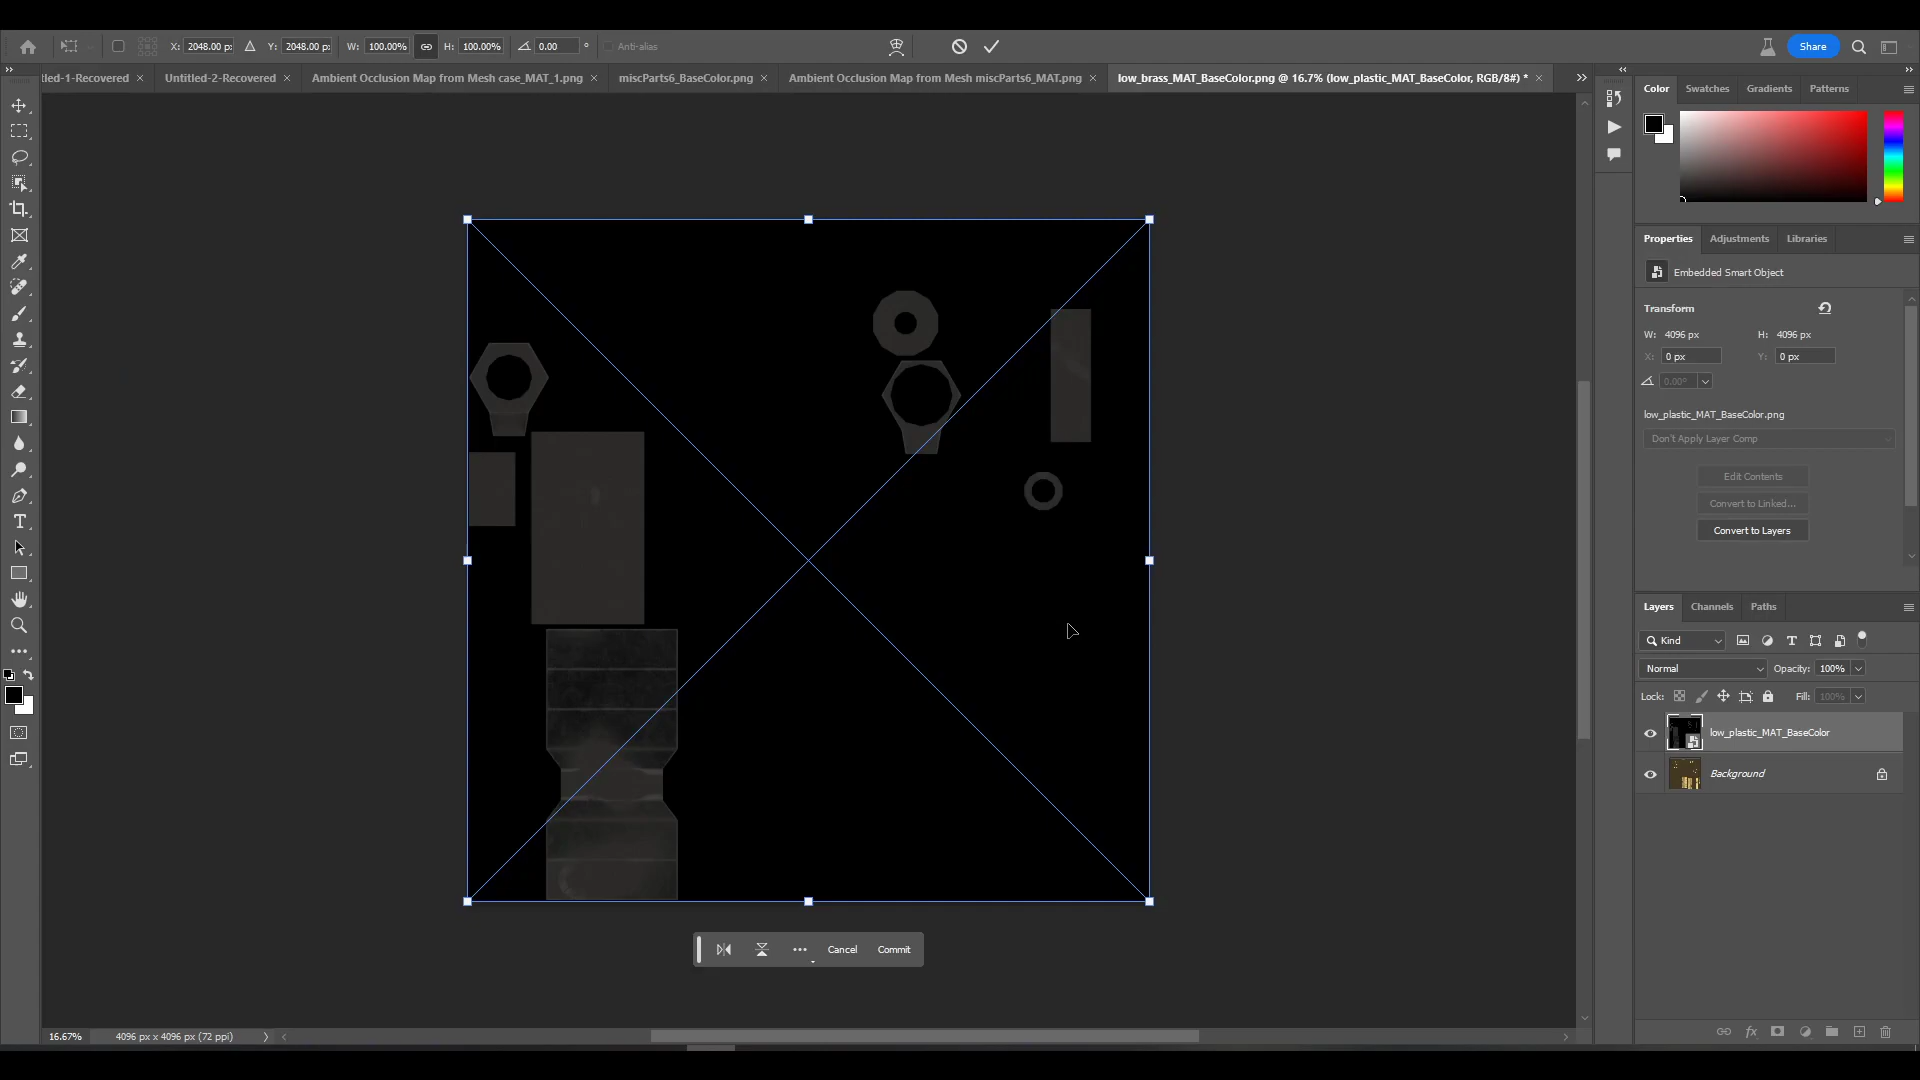 X: 2048.00 p: Y: 2048.00 p: W: 100.00% H: 100.00% 0.00 ° Anti-alias Share
tled-1-Recovered × Untitled-2-Recovered × Ambient Occlusion Map from Mesh case_MAT_1.png × miscParts6_BaseColor.png × Ambient Occlusion Map from Mesh miscParts6_MAT.png × low_brass_MAT_BaseColor.png @ 16.7% (low_plastic_MAT_BaseColor, RGB/8#) * ×
Color Swatches Gradients Patterns
Properties Adjustments Libraries
Embedded Smart Object
Transform
W: 4096 px H: 4096 px
X: 0 px Y: 0 px
0.00°
low_plastic_MAT_BaseColor.png
Don't Apply Layer Comp
Edit Contents
Convert to Linked...
Convert to Layers
Layers Channels Paths
Kind
Normal Opacity: 100%
Lock: Fill: 100%
low_plastic_MAT_BaseColor
Background
Cancel Commit
16.67% 4096 px x 4096 px (72 ppi)